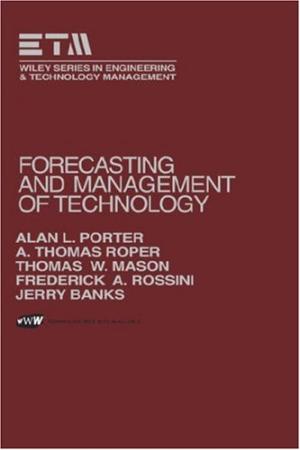 ETM
WILEY SERIES IN ENGINEERING
& TECHNOLOGY MANAGEMENT
FORECASTING
AND MANAGEMENT
OF TECHNOLOGY
ALAN L. PORTER
A. THOMAS ROPER
THOMAS W. MASON
FREDERICK A. ROSSINI
JERRY BANKS
WWW